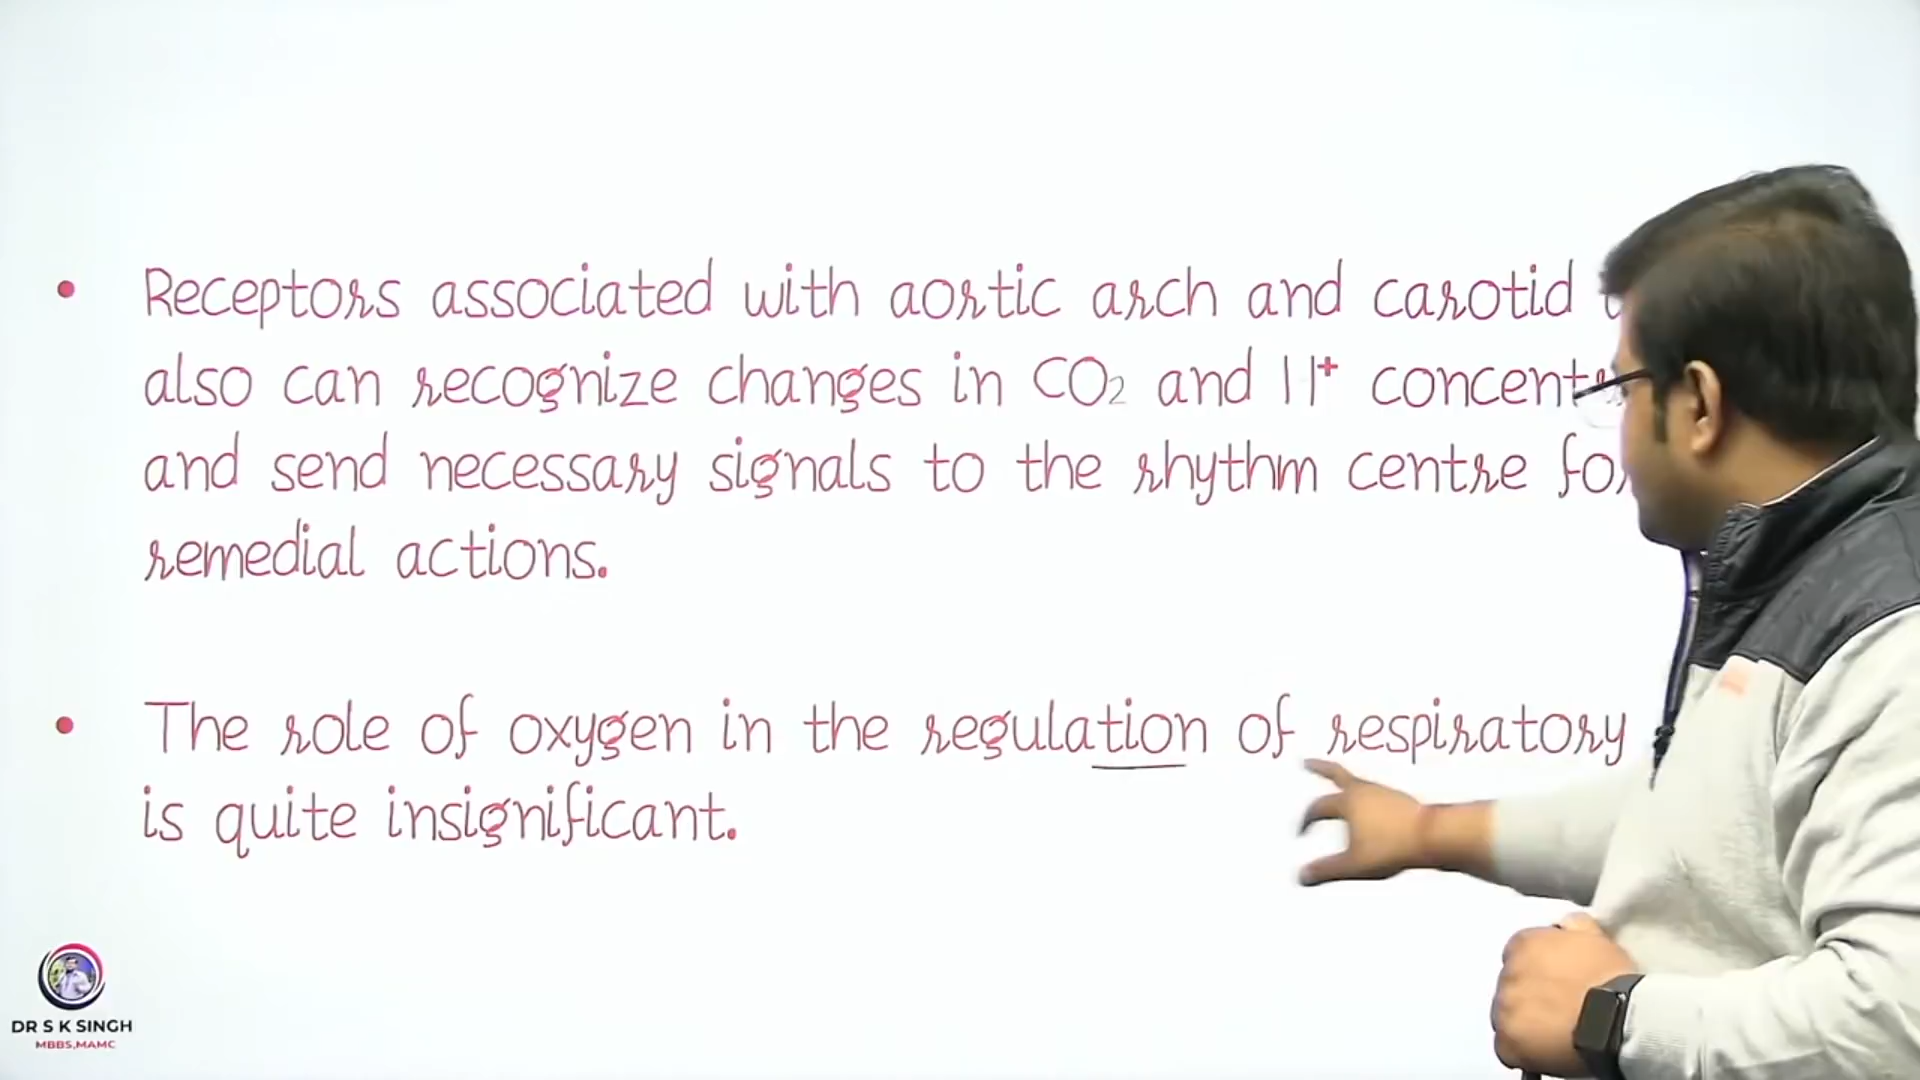 • Receptors associated with aortic arch and carotid
also can recognize changes in CO₂ and H⁺
and send necessary signals to the rhythm centre for
remedial actions.
• The role of oxygen in the regulation of respiratory
is quite insignificant.
DR S K SINGH
MBBS,MAMC